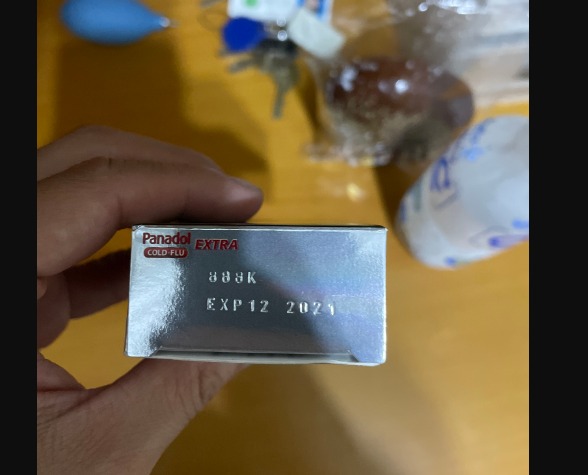 Panadol EXTRA
COLD+FLU
888K
EXP12 2021